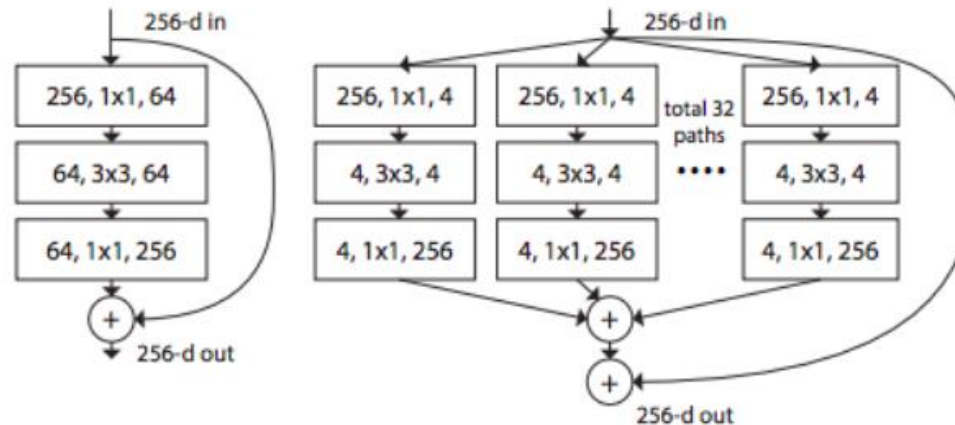 256-d in
256, 1x1, 64
64, 3x3, 64
64, 1x1, 256
+
256-d out
256-d in
256, 1x1, 4
256, 1x1, 4
total 32
paths
256, 1x1, 4
4, 3x3, 4
4, 3x3, 4
....
4, 3x3, 4
4, 1x1, 256
4, 1x1, 256
4, 1x1, 256
+
+
256-d out